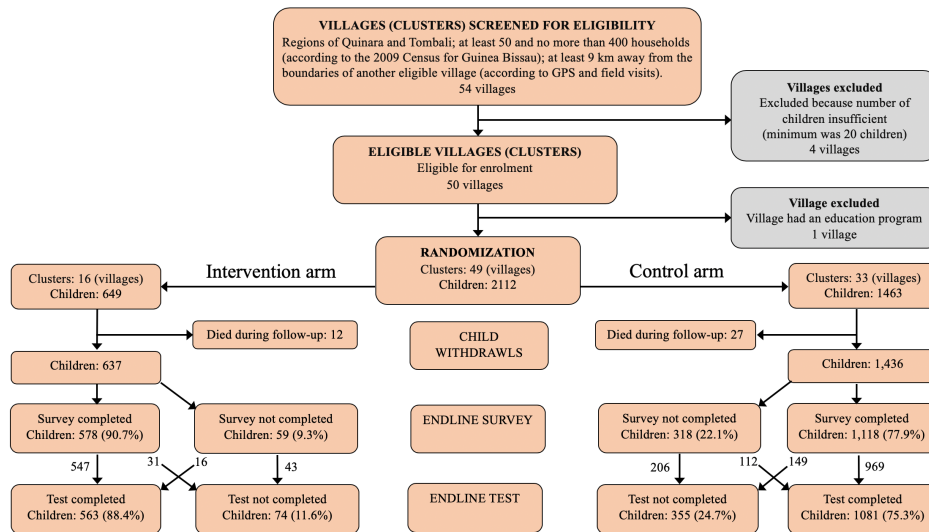 VILLAGES (CLUSTERS) SCREENED FOR ELIGIBILITY
Regions of Quinara and Tombali; at least 50 and no more than 400 households
(according to the 2009 Census for Guinea Bissau); at least 9 km away from the
boundaries of another eligible village (according to GPS and field visits).
54 villages
Villages excluded
Excluded because number of
children insufficient
(minimum was 20 children)
4 villages
ELIGIBLE VILLAGES (CLUSTERS)
Eligible for enrolment
50 villages
Village excluded
Village had an education program
1 village
RANDOMIZATION
Clusters: 49 (villages)
Children: 2112
Intervention arm
Control arm
Clusters: 16 (villages)
Children: 649
Clusters: 33 (villages)
Children: 1463
Died during follow-up: 12
CHILD
WITHDRAWLS
Died during follow-up: 27
Children: 637
Children: 1,436
Survey completed
Children: 578 (90.7%)
Survey not completed
Children: 59 (9.3%)
ENDLINE SURVEY
Survey not completed
Children: 318 (22.1%)
Survey completed
Children: 1,118 (77.9%)
547
31
16
43
206
112
149
969
Test completed
Children: 563 (88.4%)
Test not completed
Children: 74 (11.6%)
ENDLINE TEST
Test not completed
Children: 355 (24.7%)
Test completed
Children: 1081 (75.3%)